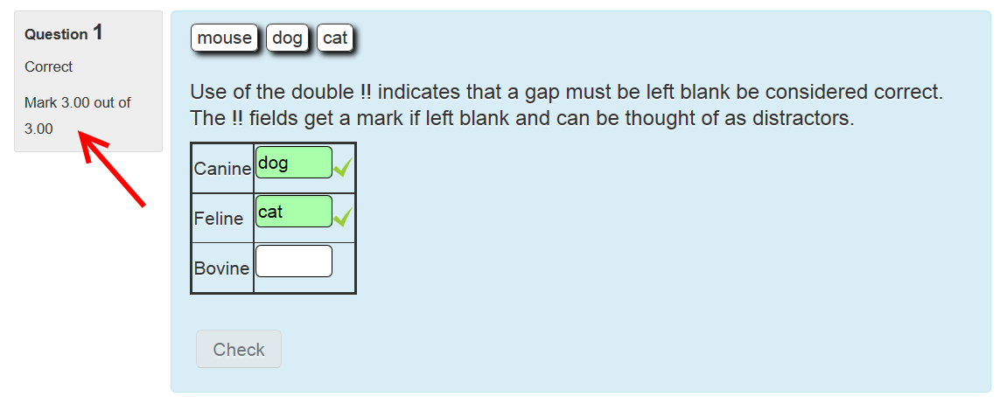 Question 1
Correct
Mark 3.00 out of
3.00
mouse dog cat
Use of the double !! indicates that a gap must be left blank be considered correct.
The !! fields get a mark if left blank and can be thought of as distractors.
Canine dog
Feline cat
Bovine
Check